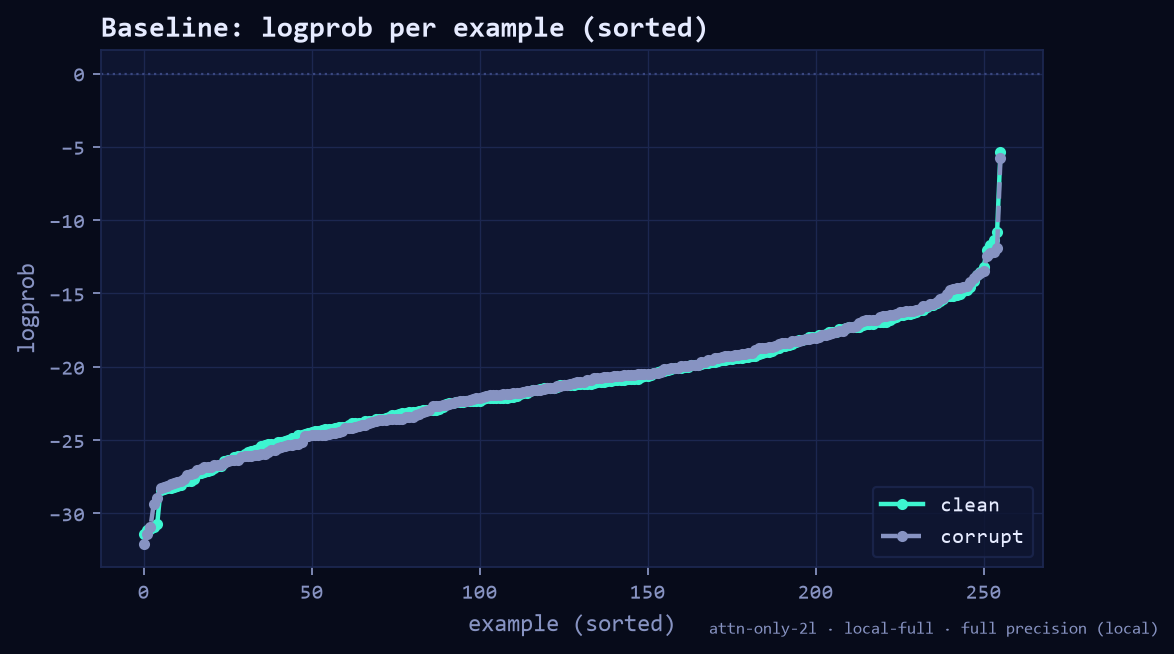 Baseline: logprob per example (sorted)
0
−5
−10
−15
−20
−25
−30
logprob
clean
corrupt
0
50
100
150
200
250
example (sorted)
attn-only-2l · local-full · full precision (local)